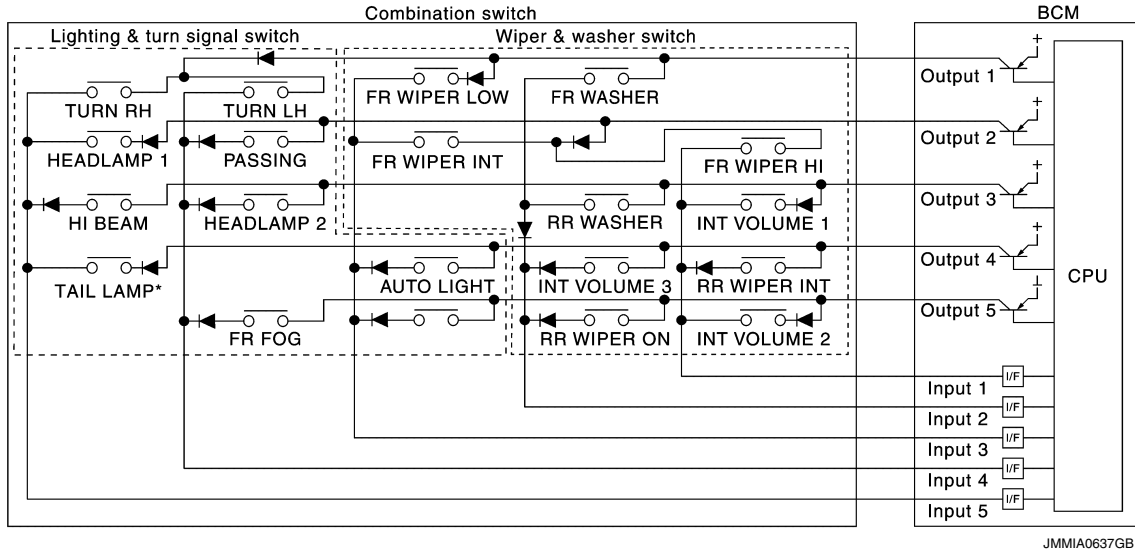 Combination switch
BCM
Lighting & turn signal switch
Wiper & washer switch
+
Output 1
TURN RH
TURN LH
FR WIPER LOW
FR WASHER
+
Output 2
HEADLAMP 1
PASSING
FR WIPER INT
FR WIPER HI
+
Output 3
HI BEAM
HEADLAMP 2
RR WASHER
INT VOLUME 1
+
Output 4
TAIL LAMP*
AUTO LIGHT
INT VOLUME 3
RR WIPER INT
CPU
+
Output 5
FR FOG
RR WIPER ON
INT VOLUME 2
Input 1
I/F
Input 2
I/F
Input 3
I/F
Input 4
I/F
Input 5
I/F
JMMIA0637GB